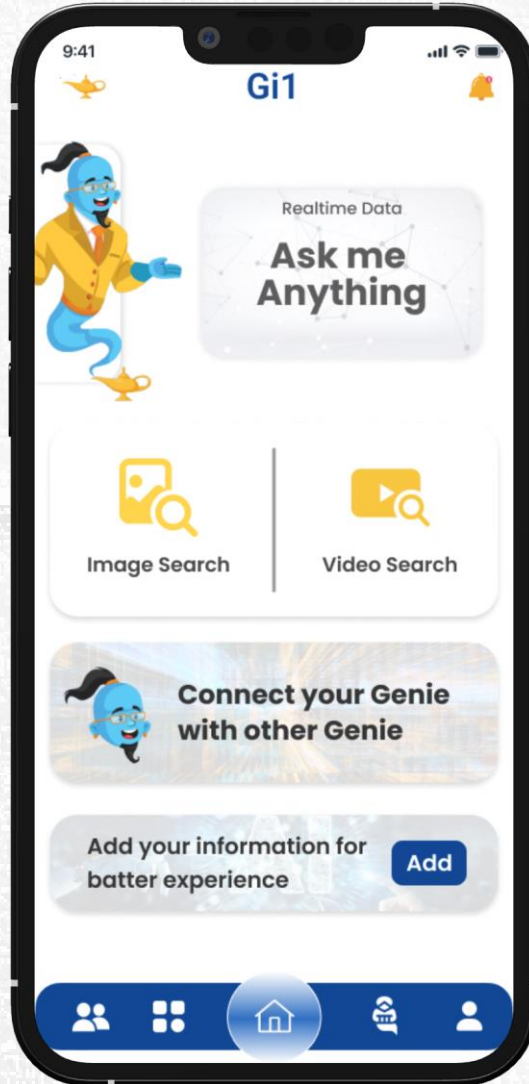 9:41
Gi1
Realtime Data
Ask me
Anything
Image Search
Video Search
Connect your Genie
with other Genie
Add your information for
batter experience
Add